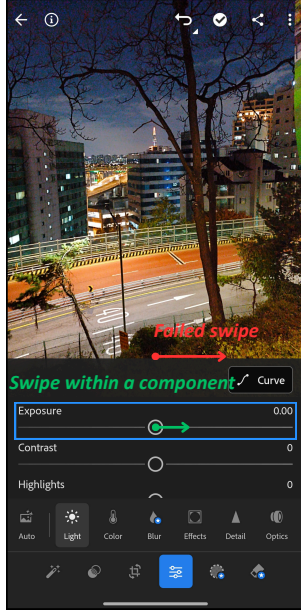 Failed swipe
Swipe within a component
Curve
Exposure 0.00
Contrast 0
Highlights 0
Auto Light Color Blur Effects Detail Optics